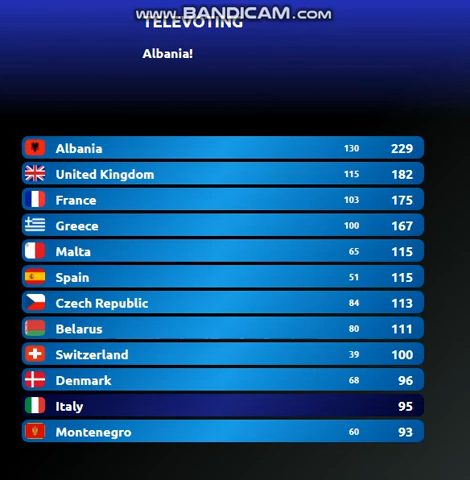 www.BANDICAM.com
TELEVOTING
Albania!
Albania 130 229
United Kingdom 115 182
France 103 175
Greece 100 167
Malta 65 115
Spain 51 115
Czech Republic 84 113
Belarus 80 111
Switzerland 39 100
Denmark 68 96
Italy 95
Montenegro 60 93